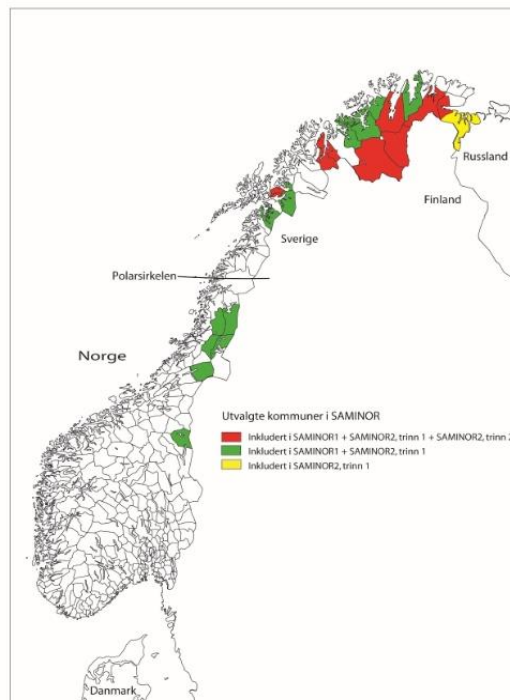 Russland
Finland
Sverige
Polarsirkelen
Norge
Utvalgte kommuner i SAMINOR
Inkludert i SAMINOR1 + SAMINOR2, trinn 1 + SAMINOR2, trinn 2
Inkludert i SAMINOR1 + SAMINOR2, trinn 1
Inkludert i SAMINOR2, trinn 1
Danmark